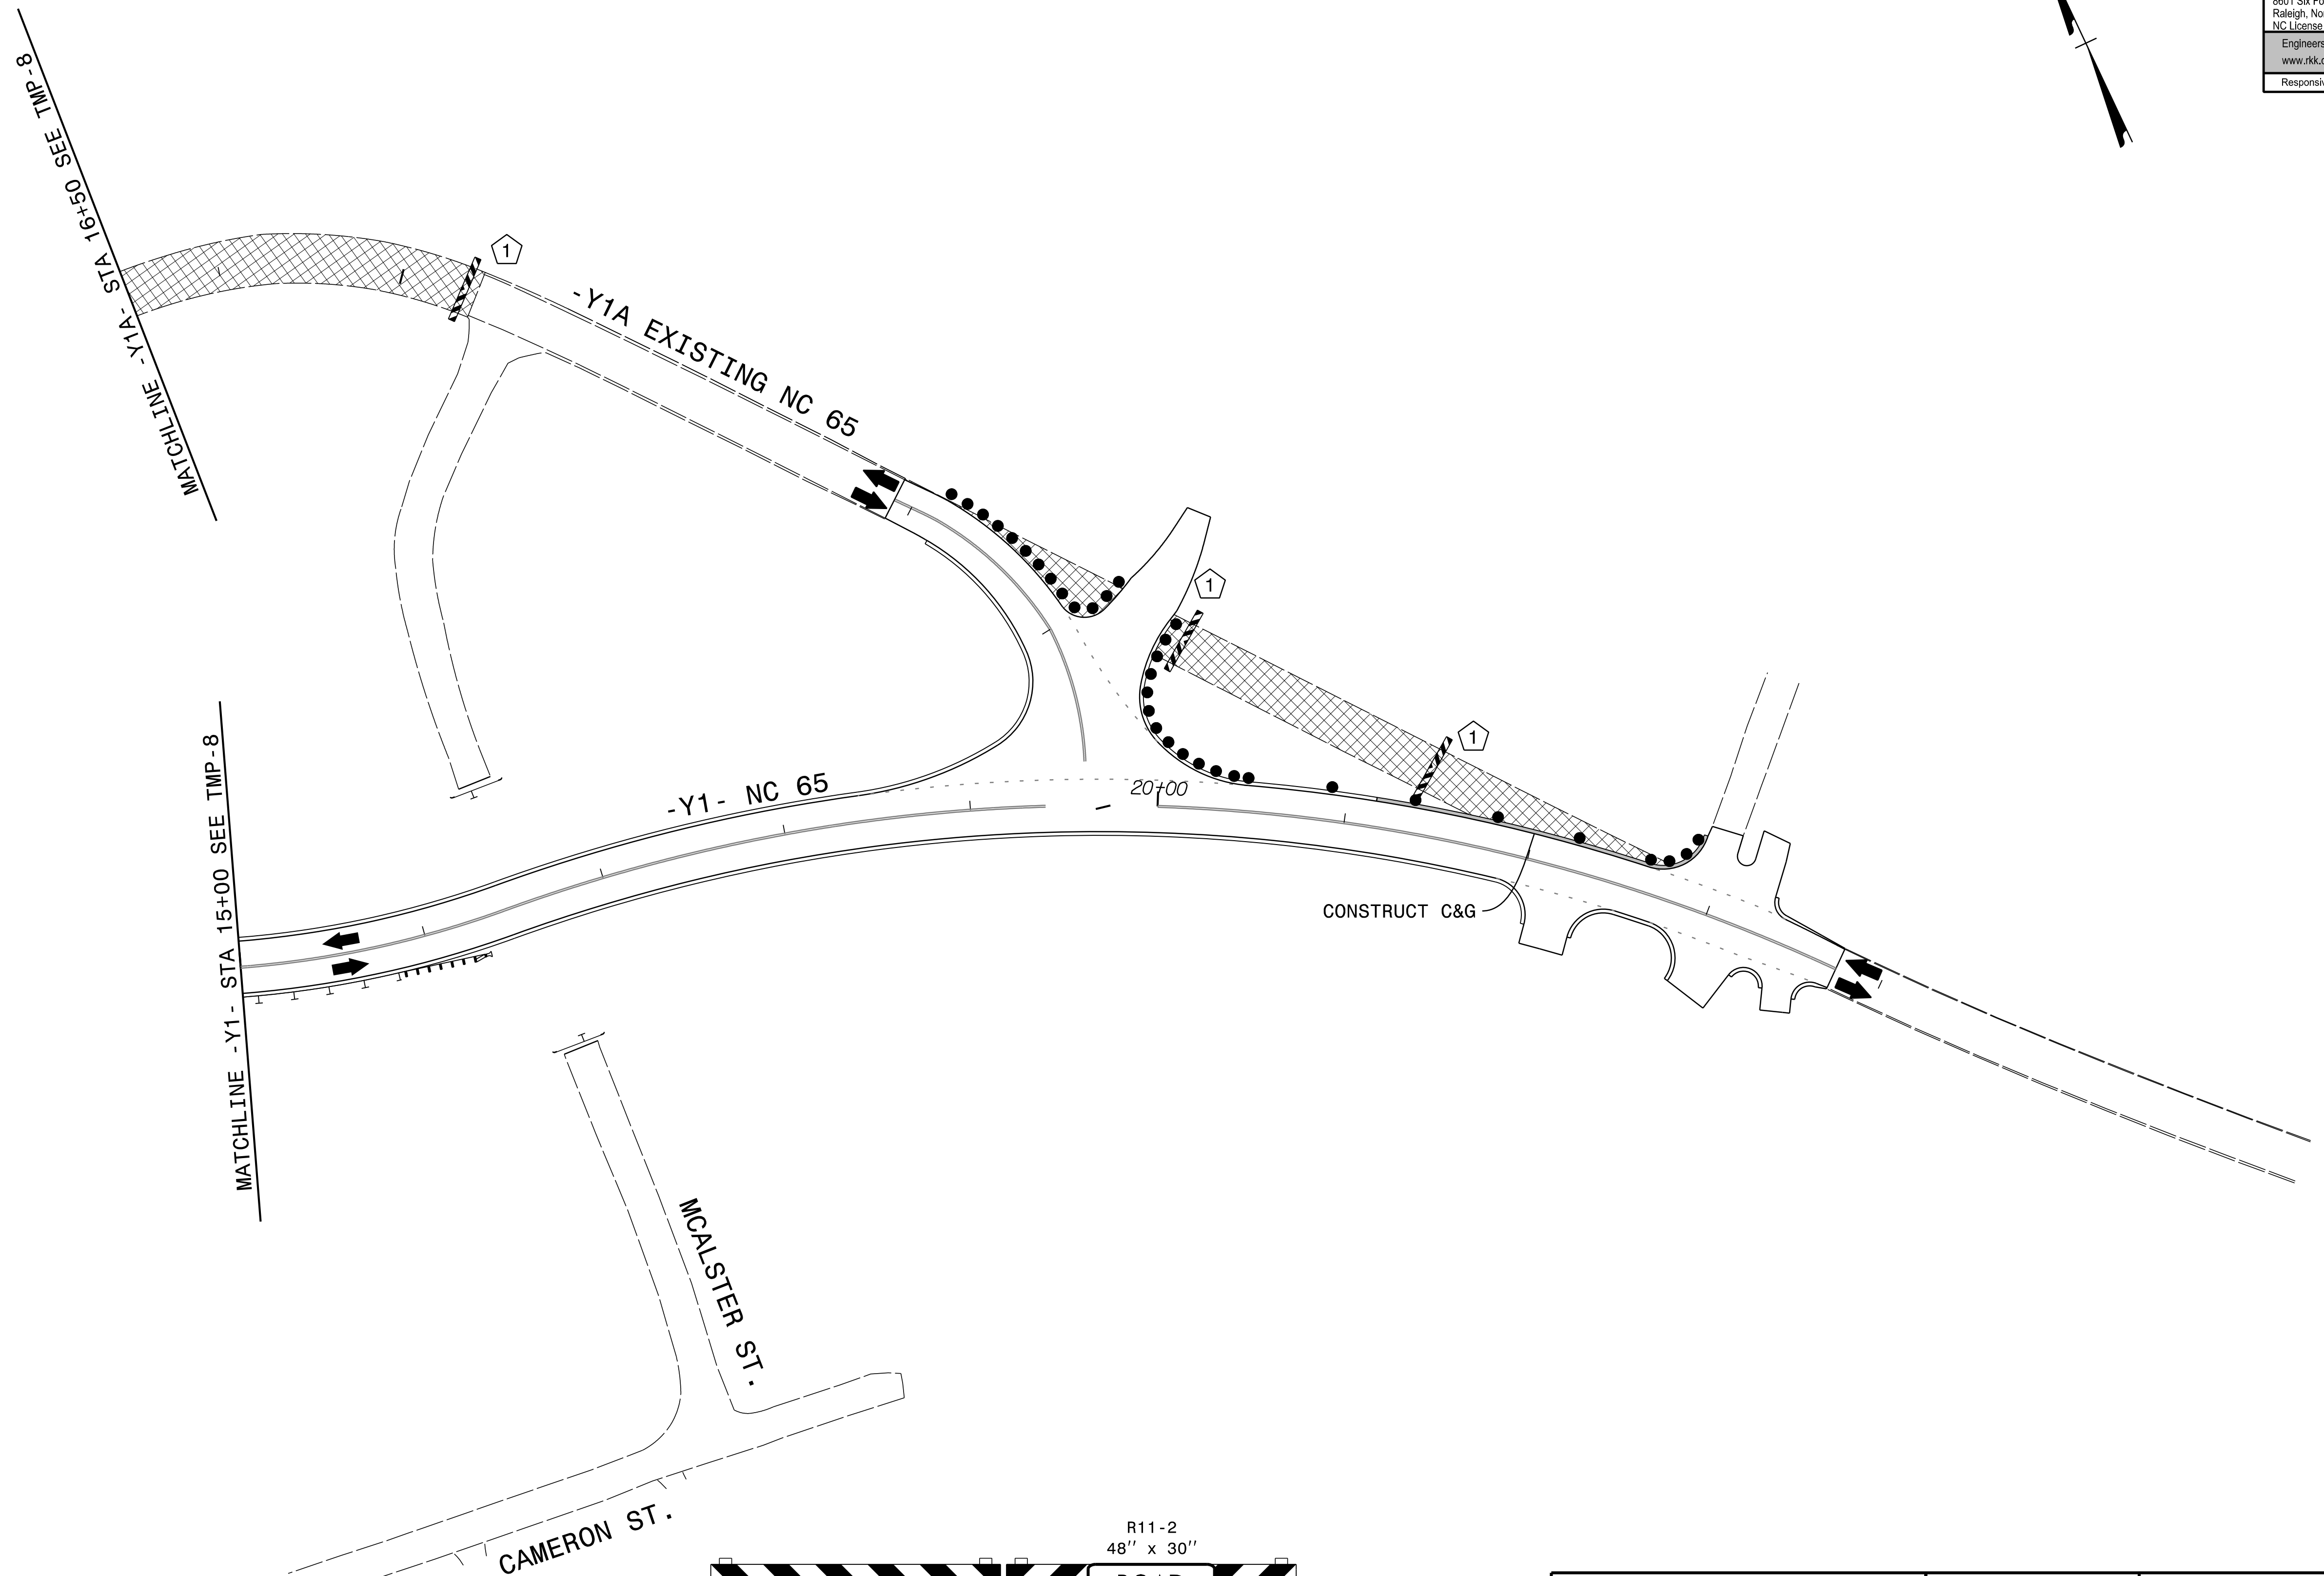 8601 Six
Raleigh,
NC License
Engineers
www.rkk.
MATCHLINE -Y1A- STA 16+50 SEE TMP-8
1
-Y1A EXISTING NC 65
1
1
-Y1- NC 65
20+00
MATCHLINE -Y1- STA 15+00 SEE TMP-8
CONSTRUCT C&G
MCALSTER ST.
CAMERON ST.
R11-2
48" x 30"